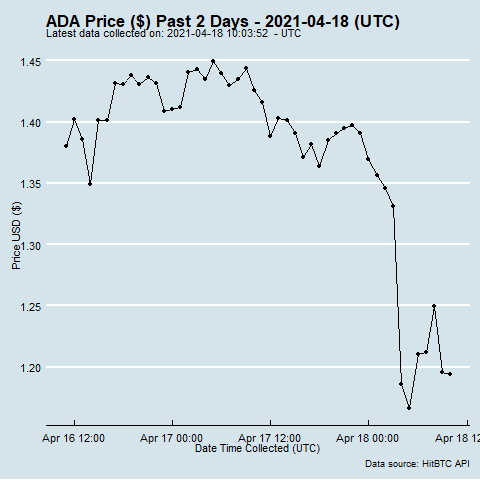 ADA Price ($) Past 2 Days - 2021-04-18 (UTC)
Latest data collected on: 2021-04-18 10:03:52 - UTC
1.45
1.40
1.35
1.30
1.25
1.20
Price USD ($)
Apr 16 12:00 Apr 17 00:00 Apr 17 12:00 Apr 18 00:00 Apr 18 12
Date Time Collected (UTC)
Data source: HitBTC API